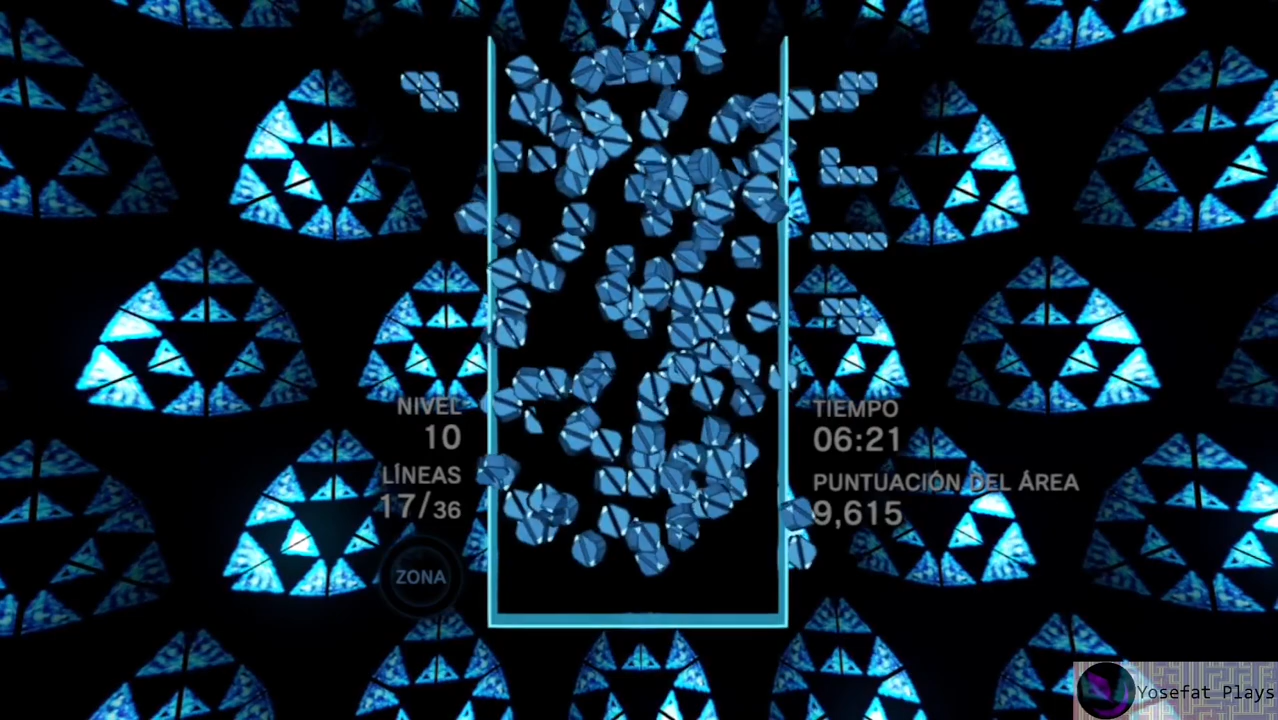 NIVEL
10
LÍNEAS
17/36
ZONA
TIEMPO
06:21
PUNTUACIÓN DEL ÁREA
9,615
Yosefat Plays